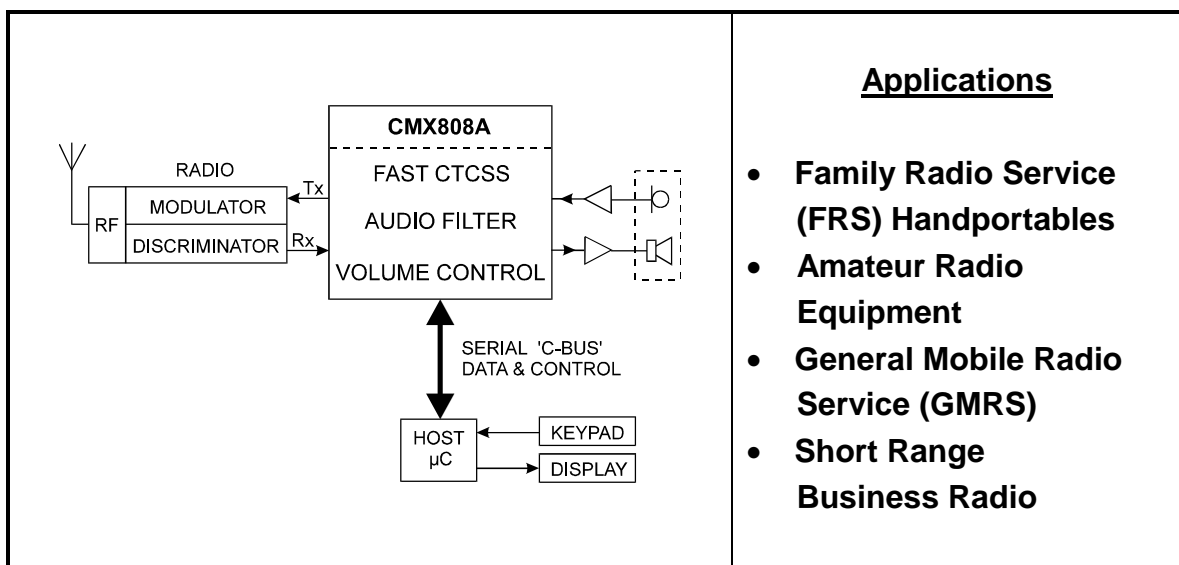 CMX808A
FAST CTCSS
AUDIO FILTER
VOLUME CONTROL
RADIO
RF
MODULATOR
DISCRIMINATOR
Tx
Rx
SERIAL 'C-BUS'
DATA & CONTROL
HOST
µC
KEYPAD
DISPLAY
Applications
• Family Radio Service
(FRS) Handportables
• Amateur Radio
Equipment
• General Mobile Radio
Service (GMRS)
• Short Range
Business Radio